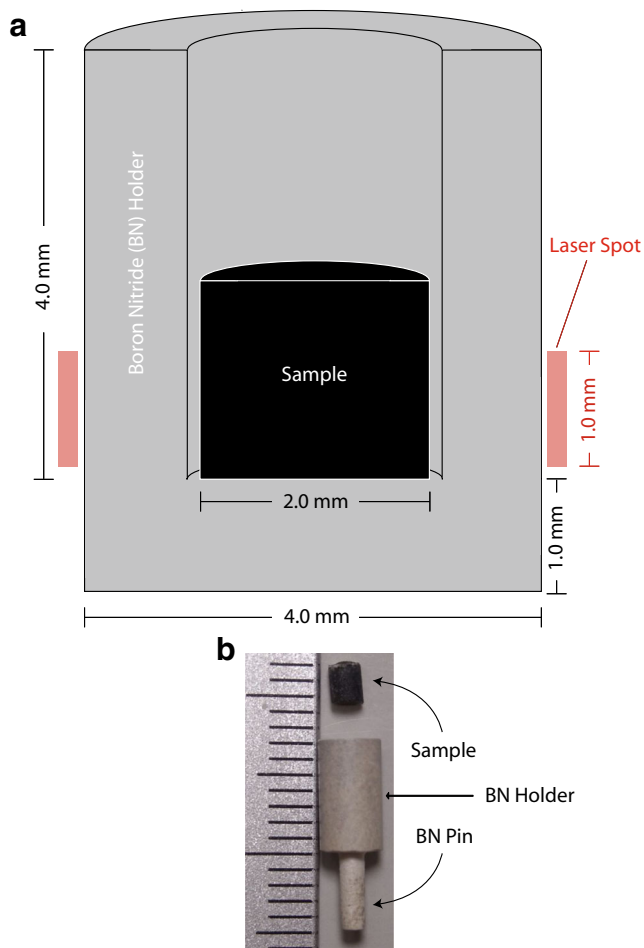 a
Boron Nitride (BN) Holder
4.0 mm
Laser Spot
Sample
1.0 mm
2.0 mm
1.0 mm
4.0 mm
b
Sample
BN Holder
BN Pin